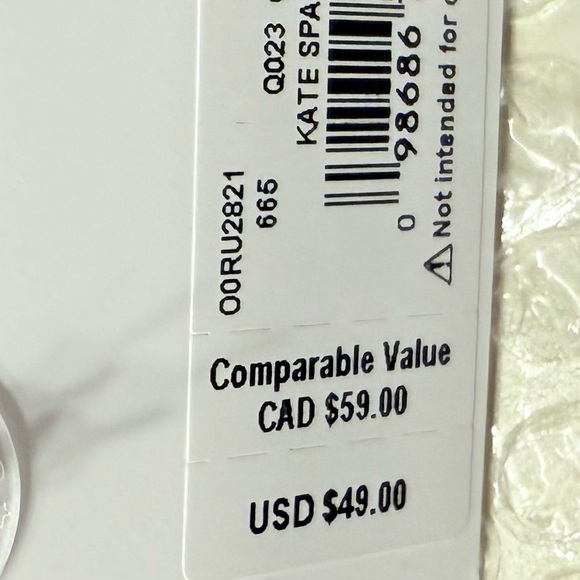 O0RU2821
665
Q023
KATE SPA
0 98686
⚠ Not intended for
Comparable Value
CAD $59.00
USD $49.00